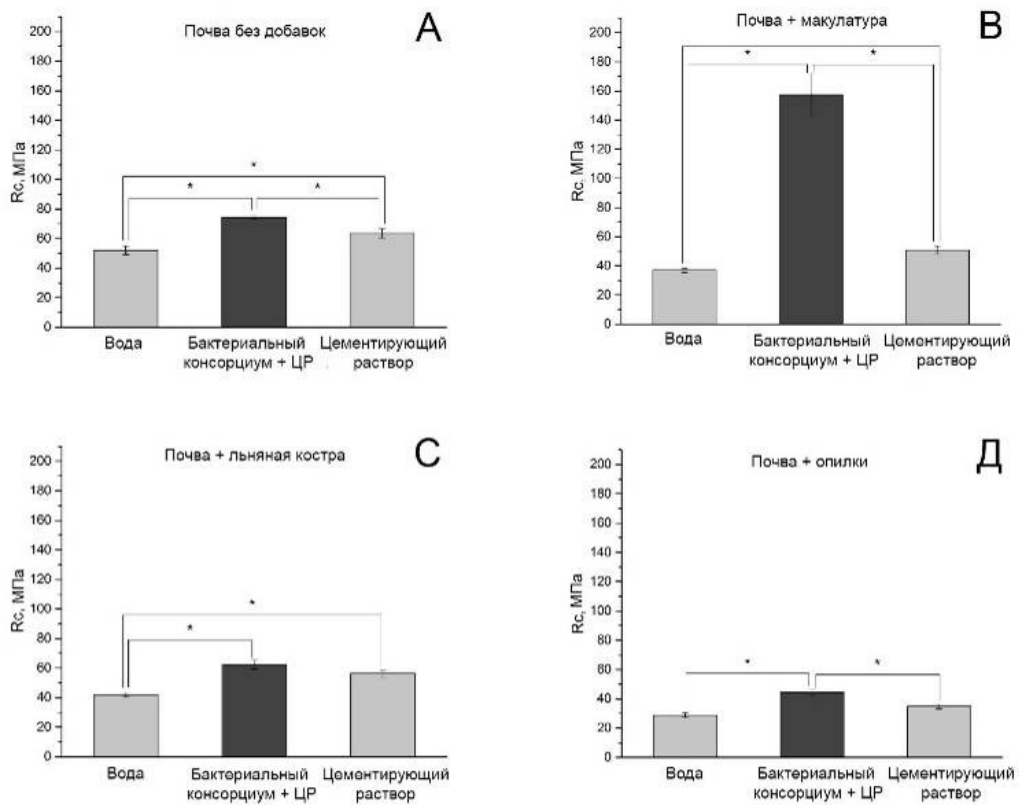 Почва без добавок
А
Rc, МПа
200
180
160
140
120
100
80
60
40
20
0
*
*
*
Вода
Бактериальный
консорциум + ЦР
Цементирующий
раствор
Почва + макулатура
В
Rc, МПа
200
180
160
140
120
100
80
60
40
20
0
*
*
*
Вода
Бактериальный
консорциум + ЦР
Цементирующий
раствор
Почва + льняная костра
С
Rc, МПа
200
180
160
140
120
100
80
60
40
20
0
*
*
Вода
Бактериальный
консорциум + ЦР
Цементирующий
раствор
Почва + опилки
Д
Rc, МПа
200
180
160
140
120
100
80
60
40
20
0
*
*
Вода
Бактериальный
консорциум + ЦР
Цементирующий
раствор